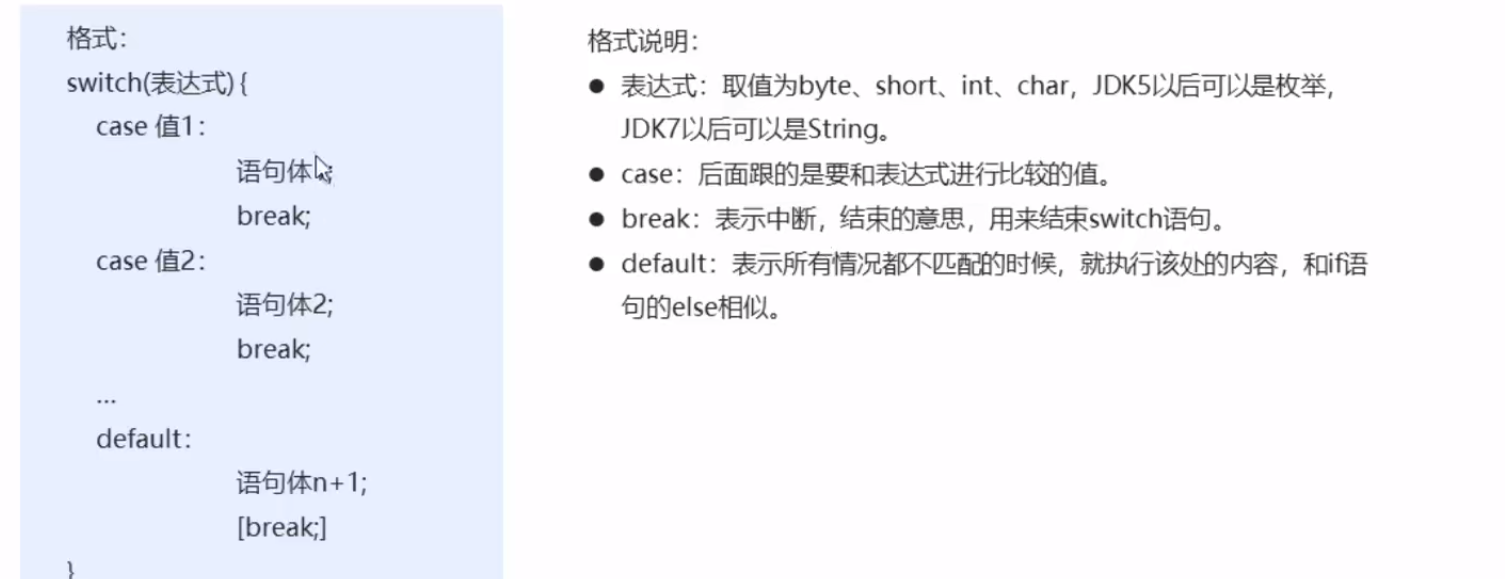 格式：
switch(表达式) {
case 值1：
语句体
break;
case 值2：
语句体2;
break;
...
default：
语句体n+1;
[break;]
}
格式说明：
● 表达式：取值为byte、short、int、char，JDK5以后可以是枚举，
JDK7以后可以是String。
● case：后面跟的是要和表达式进行比较的值。
● break：表示中断，结束的意思，用来结束switch语句。
● default：表示所有情况都不匹配的时候，就执行该处的内容，和if语
句的else相似。